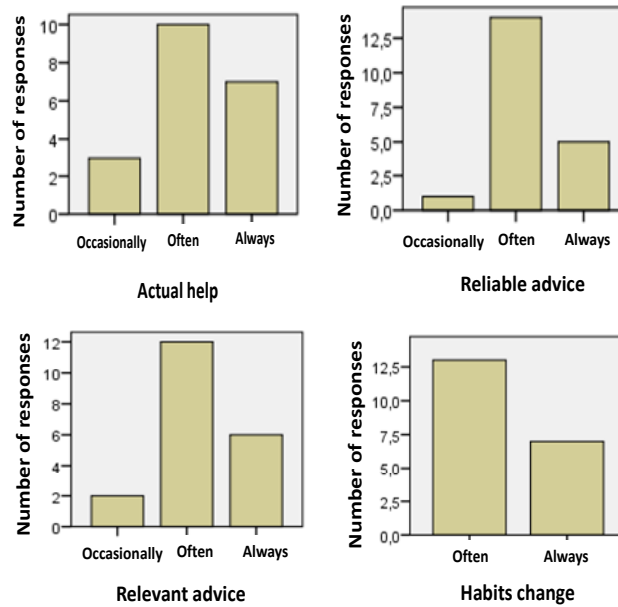 Number of responses
10
8
6
4
2
0
Occasionally Often Always
Actual help
Number of responses
12,5
10,0
7,5
5,0
2,5
0,0
Occasionally Often Always
Reliable advice
Number of responses
12
10
8
6
4
2
0
Occasionally Often Always
Relevant advice
Number of responses
12,5
10,0
7,5
5,0
2,5
0,0
Often Always
Habits change